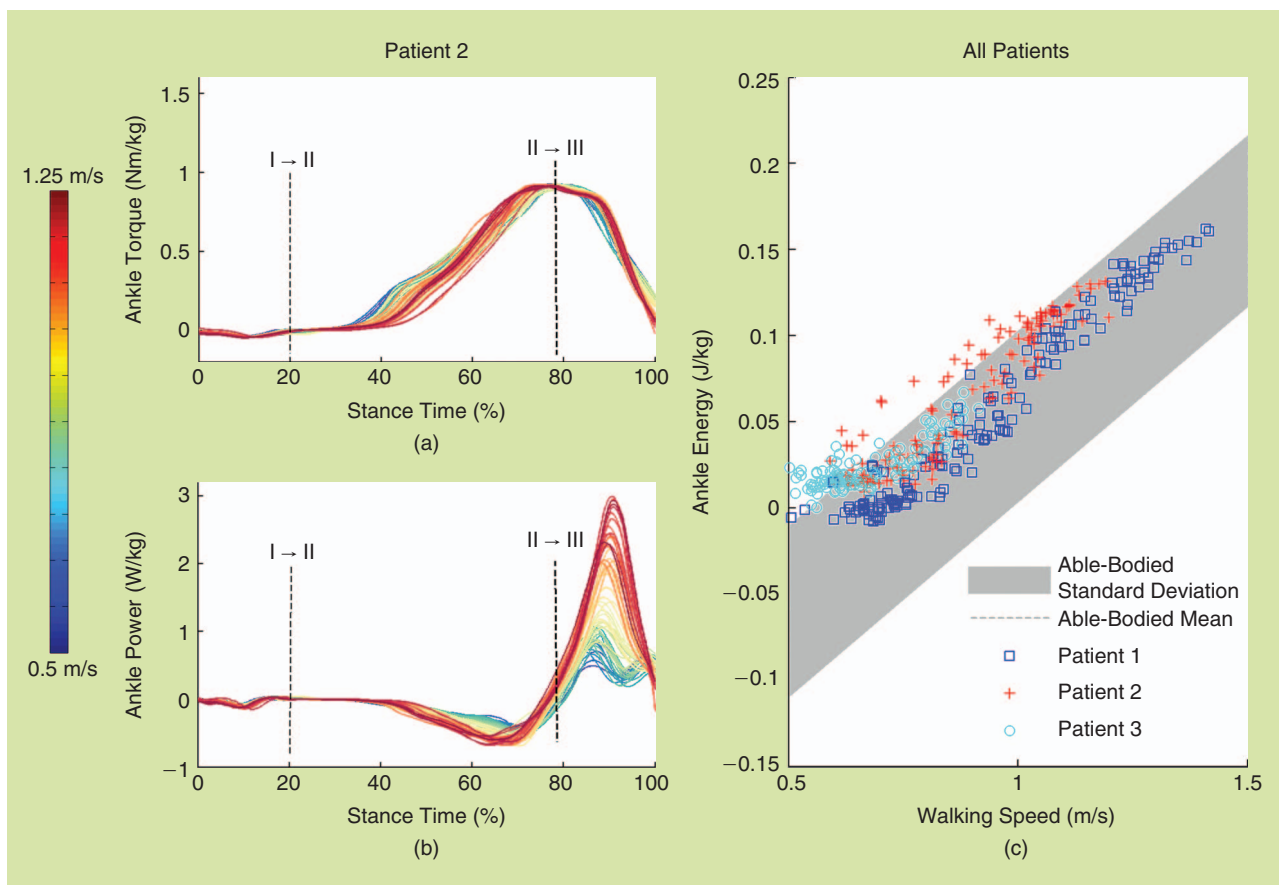 Patient 2
1.25 m/s
0.5 m/s
Ankle Torque (Nm/kg)
1.5
1
0.5
0
I → II
II → III
0 20 40 60 80 100
Stance Time (%)
(a)
Ankle Power (W/kg)
3
2
1
0
−1
I → II
II → III
0 20 40 60 80 100
Stance Time (%)
(b)
All Patients
Ankle Energy (J/kg)
0.25
0.2
0.15
0.1
0.05
0
−0.05
−0.1
−0.15
Able-Bodied
Standard Deviation
Able-Bodied Mean
Patient 1
Patient 2
Patient 3
0.5 1 1.5
Walking Speed (m/s)
(c)